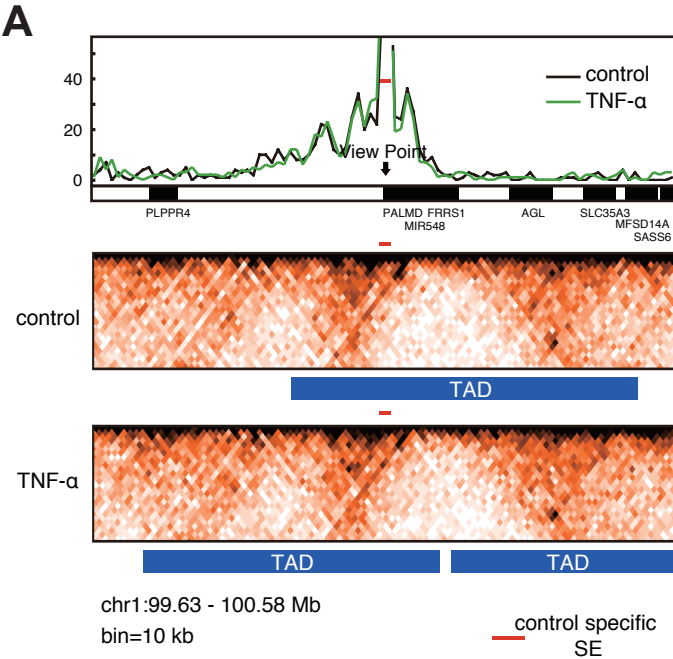 A
40
20
0
control
TNF-α
View Point
PLPPR4
PALMD FRRS1
MIR548
AGL
SLC35A3
MFSD14A
SASS6
control
TAD
TNF-α
TAD
TAD
chr1:99.63 - 100.58 Mb
bin=10 kb
control specific
SE